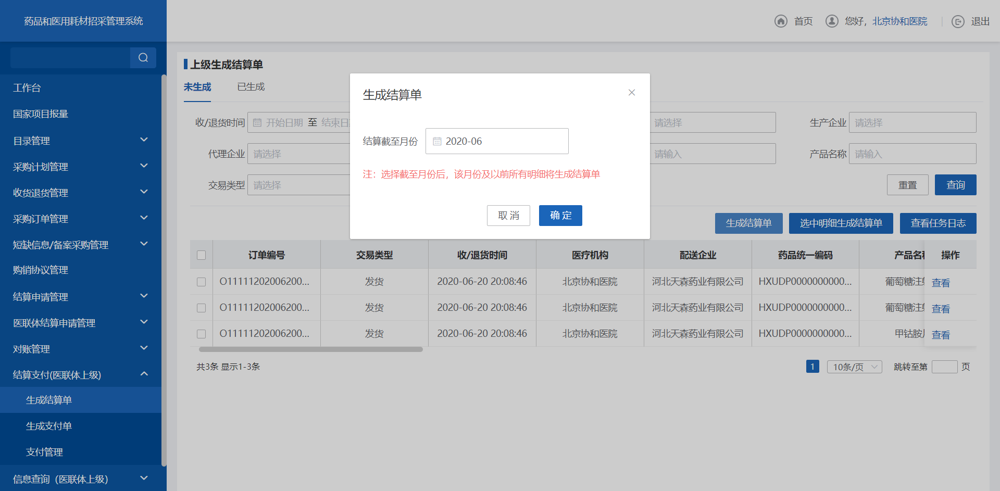 药品和医用耗材招采管理系统
首页
您好，北京协和医院
退出
工作台
国家项目报量
目录管理
采购计划管理
收货退货管理
采购订单管理
短缺信息/备案采购管理
购销协议管理
结算申请管理
医联体结算申请管理
对账管理
结算支付(医联体上级)
生成结算单
生成支付单
支付管理
信息查询（医联体上级）
上级生成结算单
未生成 已生成
收/退货时间 开始日期 至 结束日 请选择 生产企业 请选择
代理企业 请选择 请输入 产品名称 请输入
交易类型 请选择 重置 查询
生成结算单 选中明细生成结算单 查看任务日志
生成结算单
结算截至月份 2020-06
注：选择截至月份后，该月份及以前所有明细将生成结算单
取 消 确 定
订单编号 交易类型 收/退货时间 医疗机构 配送企业 药品统一编码 产品名称 操作
O11111202006200... 发货 2020-06-20 20:08:46 北京协和医院 河北天森药业有限公司 HXUDP0000000000... 葡萄糖注射 查看
O11111202006200... 发货 2020-06-20 20:08:46 北京协和医院 河北天森药业有限公司 HXUDP0000000000... 葡萄糖注射 查看
O11111202006200... 发货 2020-06-20 20:08:46 北京协和医院 河北天森药业有限公司 HXUDP0000000000... 甲钴胺 查看
共3条 显示1-3条 1 10条/页 跳转至第 页